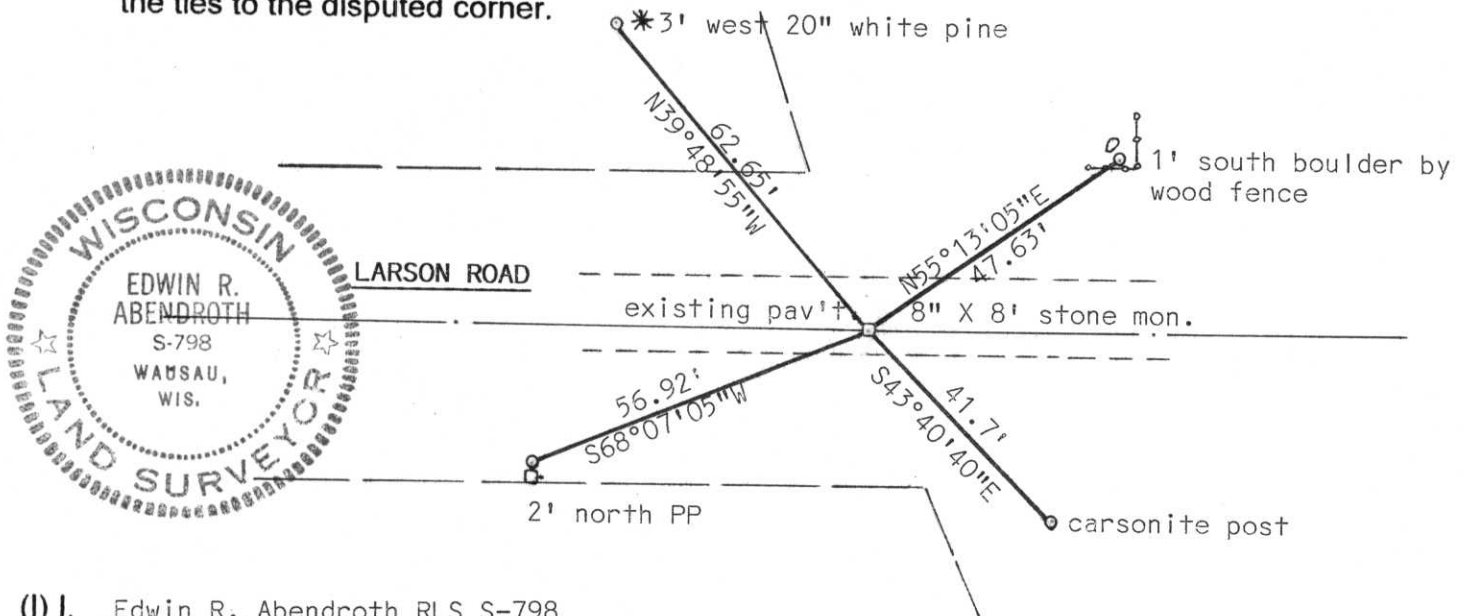 the ties to the disputed corner.
*3' west 20" white pine
N39°48'55"W
62.65'
1' south boulder by
wood fence
N55°13'05"E
47.63'
WISCONSIN
LAND SURVEYOR
EDWIN R.
ABENDROTH
S-798
WAUSAU,
WIS.
LARSON ROAD
existing pav't.
8" X 8' stone mon.
56.92'
S68°07'05"W
41.7'
S43°40'40"E
2' north PP
carsonite post
(I) I, Edwin R. Abendroth RLS S-798